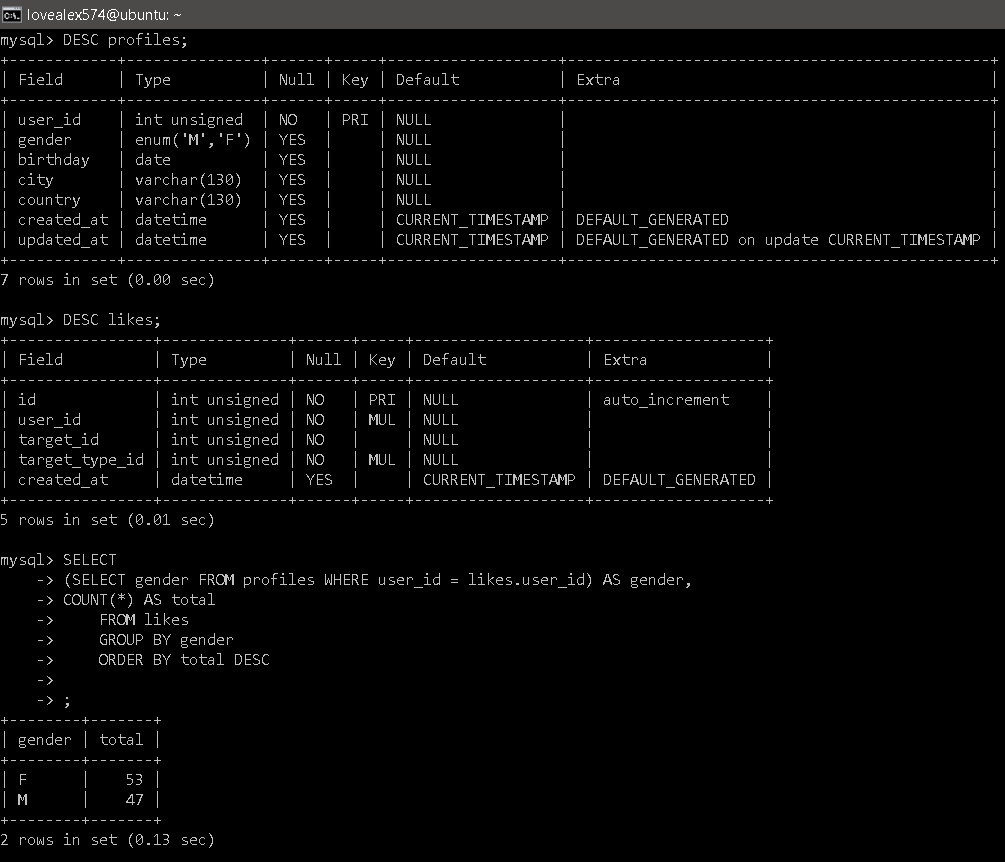 lovealex574@ubuntu: ~
mysql> DESC profiles;
+------------+---------------+------+-----+-------------------+-----------------------------------------------+
| Field      | Type          | Null | Key | Default           | Extra                                         |
+------------+---------------+------+-----+-------------------+-----------------------------------------------+
| user_id    | int unsigned  | NO   | PRI | NULL              |                                               |
| gender     | enum('M','F') | YES  |     | NULL              |                                               |
| birthday   | date          | YES  |     | NULL              |                                               |
| city       | varchar(130)  | YES  |     | NULL              |                                               |
| country    | varchar(130)  | YES  |     | NULL              |                                               |
| created_at | datetime      | YES  |     | CURRENT_TIMESTAMP | DEFAULT_GENERATED                             |
| updated_at | datetime      | YES  |     | CURRENT_TIMESTAMP | DEFAULT_GENERATED on update CURRENT_TIMESTAMP |
+------------+---------------+------+-----+-------------------+-----------------------------------------------+
7 rows in set (0.00 sec)
mysql> DESC likes;
+----------------+--------------+------+-----+-------------------+-------------------+
| Field          | Type         | Null | Key | Default           | Extra             |
+----------------+--------------+------+-----+-------------------+-------------------+
| id             | int unsigned | NO   | PRI | NULL              | auto_increment    |
| user_id        | int unsigned | NO   | MUL | NULL              |                   |
| target_id      | int unsigned | NO   |     | NULL              |                   |
| target_type_id | int unsigned | NO   | MUL | NULL              |                   |
| created_at     | datetime     | YES  |     | CURRENT_TIMESTAMP | DEFAULT_GENERATED |
+----------------+--------------+------+-----+-------------------+-------------------+
5 rows in set (0.01 sec)
mysql> SELECT
    -> (SELECT gender FROM profiles WHERE user_id = likes.user_id) AS gender,
    -> COUNT(*) AS total
    ->     FROM likes
    ->     GROUP BY gender
    ->     ORDER BY total DESC
    ->
    -> ;
+--------+-------+
| gender | total |
+--------+-------+
| F      |    53 |
| M      |    47 |
+--------+-------+
2 rows in set (0.13 sec)